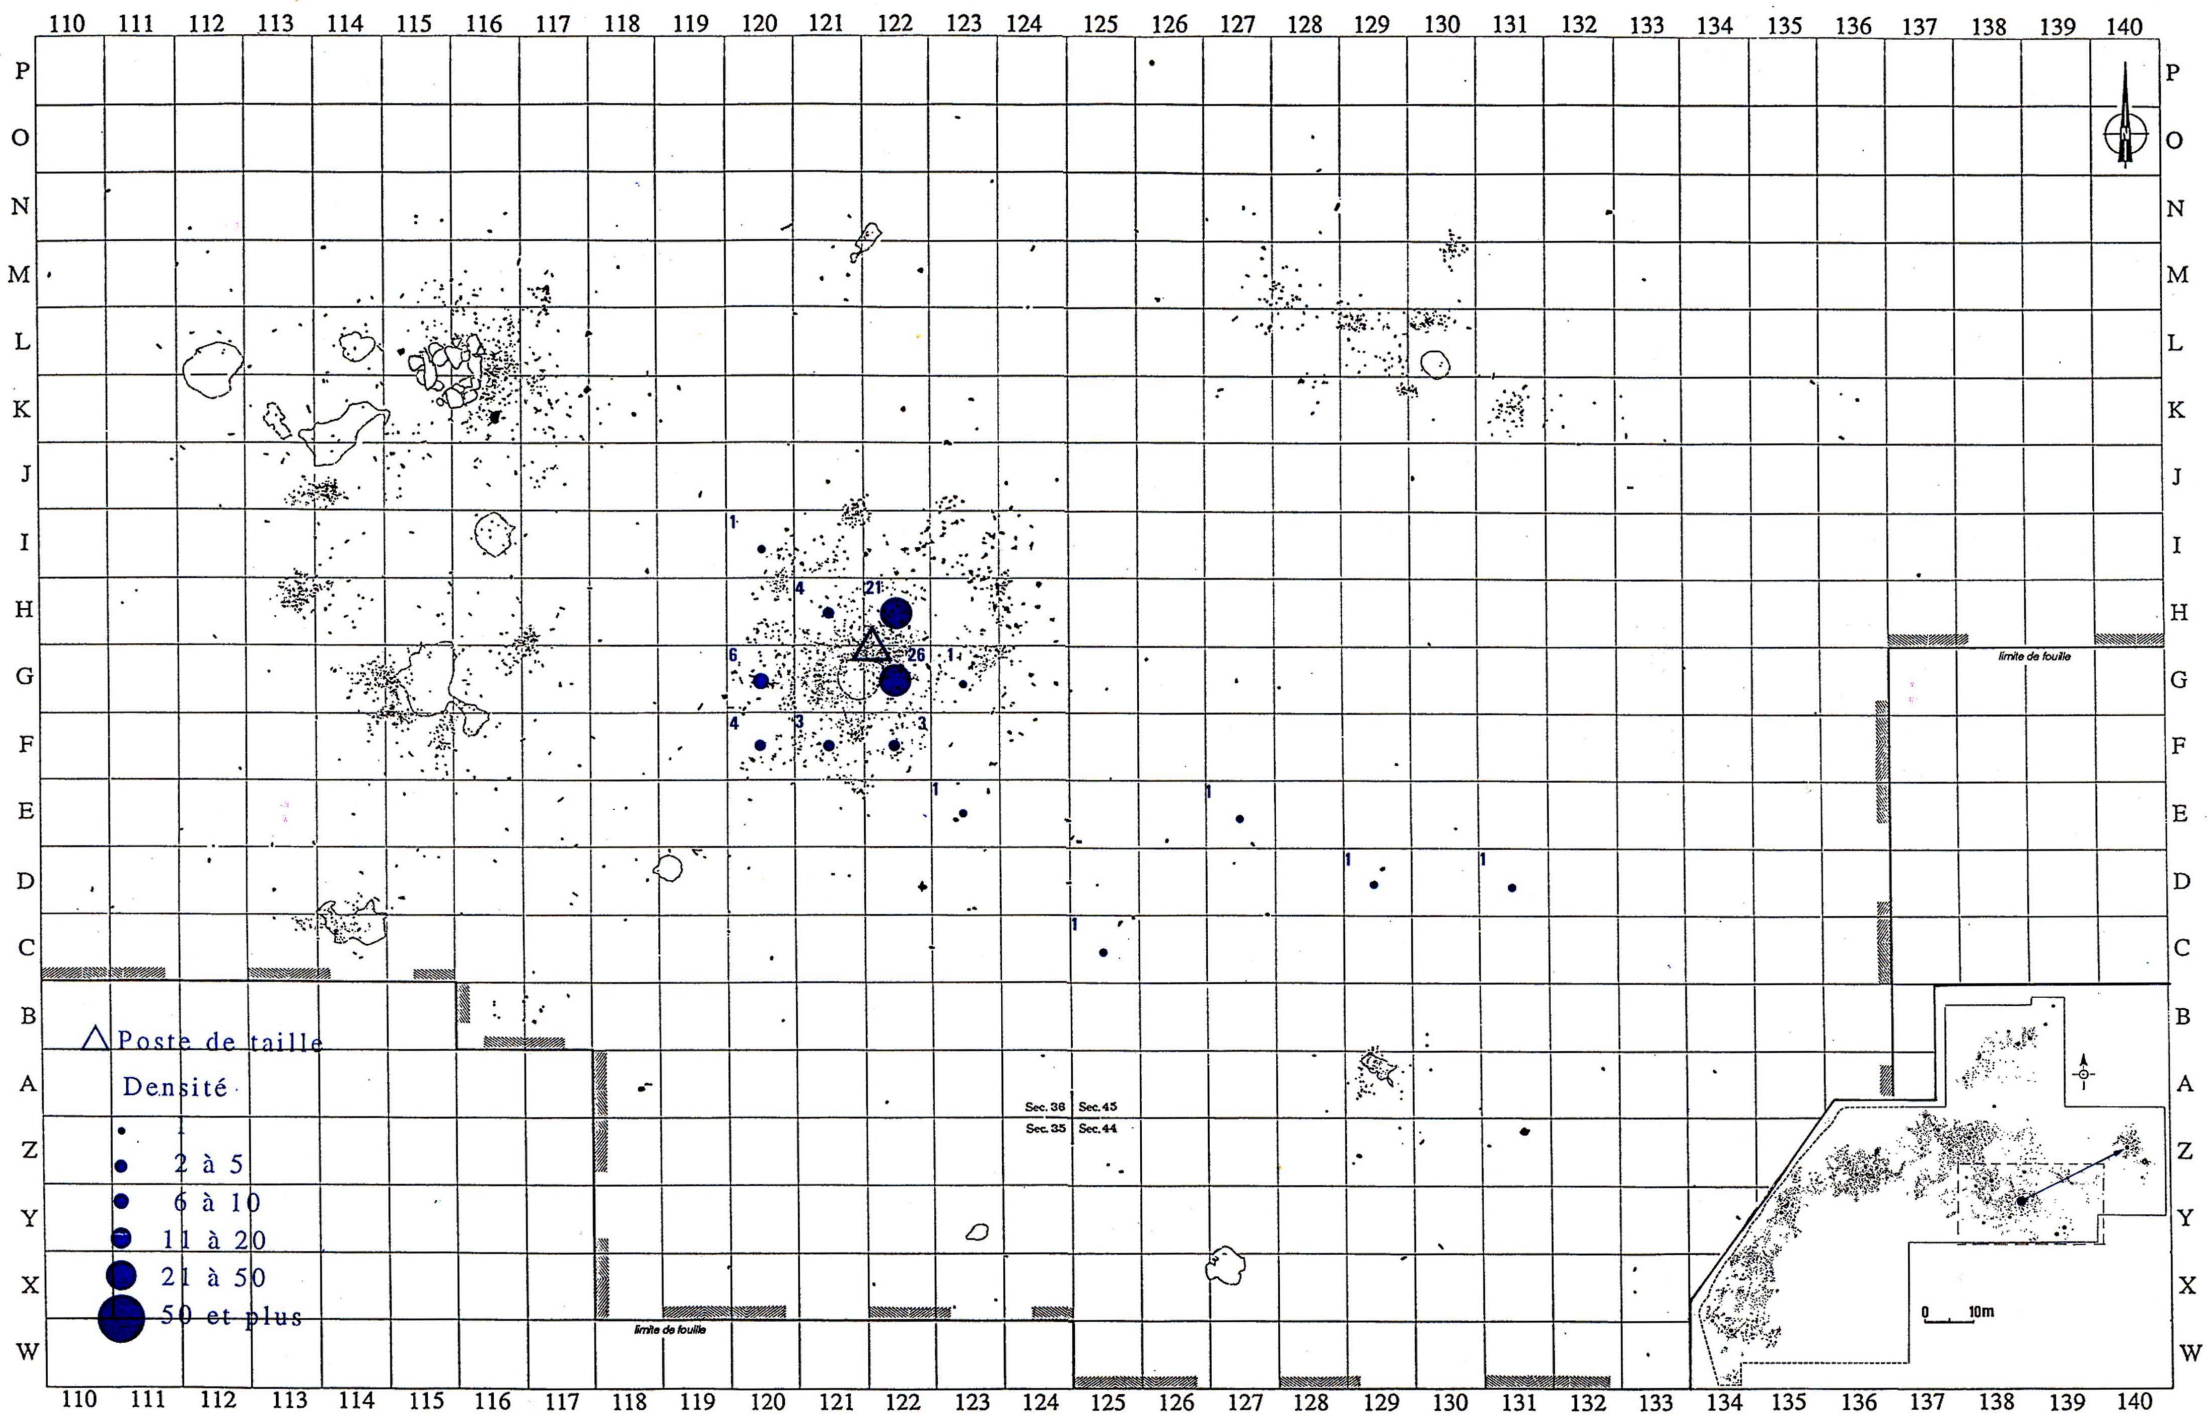 110 111 112 113 114 115 116 117 118 119 120 121 122 123 124 125 126 127 128 129 130 131 132 133 134 135 136 137 138 139 140
P P
O O
N N
M M
L L
K K
J J
1
I I
4 21
H H
6 26 1
limite de fouille
G G
4 3 3
F F
1 1
E E
1 1
D D
1
C C
B B
Poste de taille
A A
Densité
Sec. 36 Sec. 45
Sec. 35 Sec. 44
1
Z Z
2 à 5
6 à 10
Y Y
11 à 20
21 à 50
X X
50 et plus
0 10m
limite de fouille
W W
110 111 112 113 114 115 116 117 118 119 120 121 122 123 124 125 126 127 128 129 130 131 132 133 134 135 136 137 138 139 140